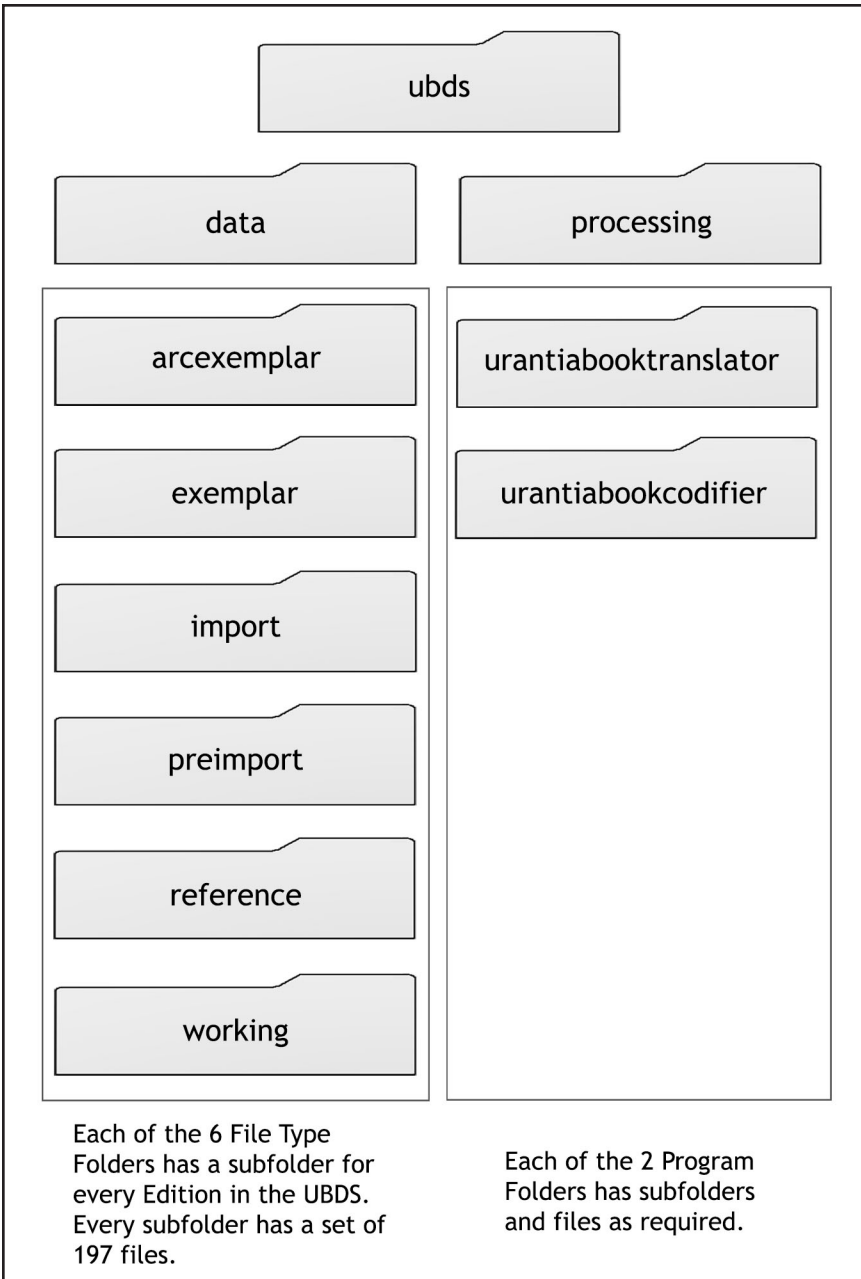 ubds
data
processing
arcexemplar
exemplar
import
preimport
reference
working
urantiabooktranslator
urantiabookcodifier
Each of the 6 File Type
Folders has a subfolder for
every Edition in the UBDS.
Every subfolder has a set of
197 files.
Each of the 2 Program
Folders has subfolders
and files as required.